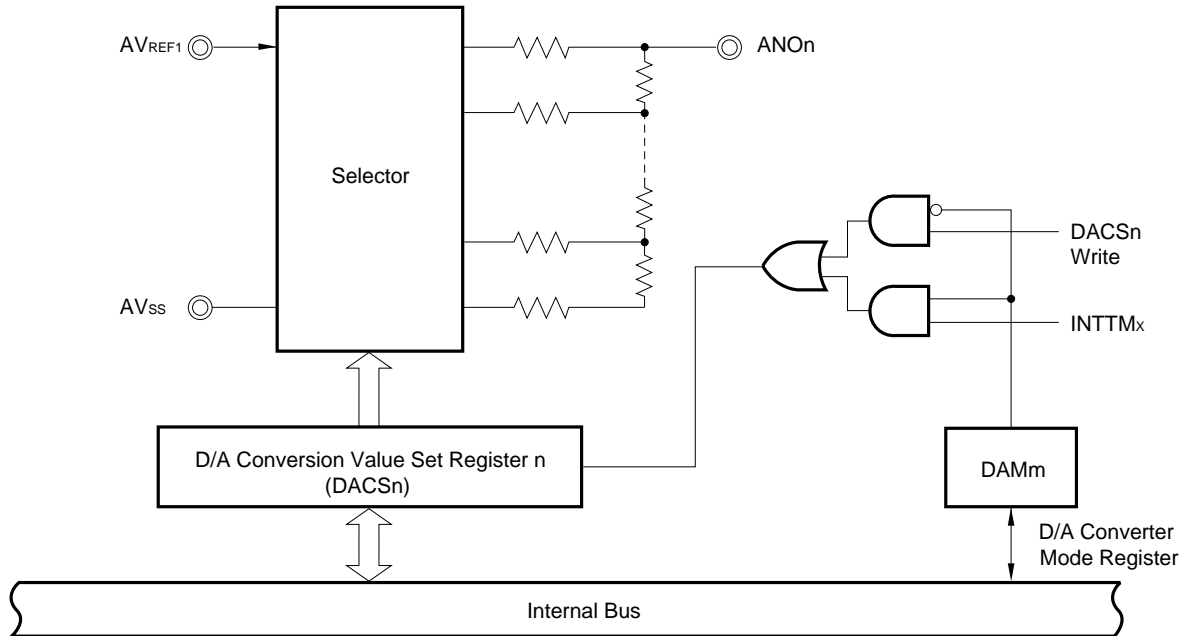 AVREF1
ANOn
Selector
DACSn
Write
AVSS
INTTMx
D/A Conversion Value Set Register n
(DACSn)
DAMm
D/A Converter
Mode Register
Internal Bus